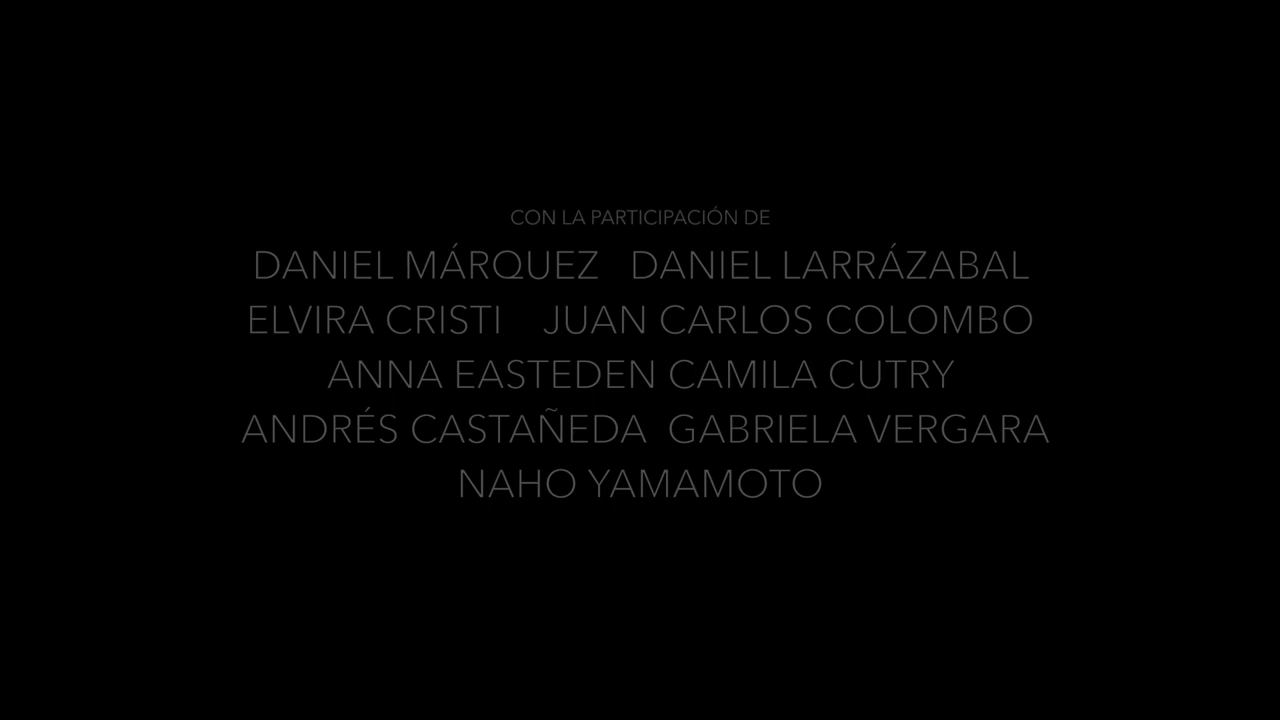 CON LA PARTICIPACIÓN DE
DANIEL MÁRQUEZ DANIEL LARRÁZABAL
ELVIRA CRISTI JUAN CARLOS COLOMBO
ANNA EASTEDEN CAMILA CUTRY
ANDRÉS CASTAÑEDA GABRIELA VERGARA
NAHO YAMAMOTO